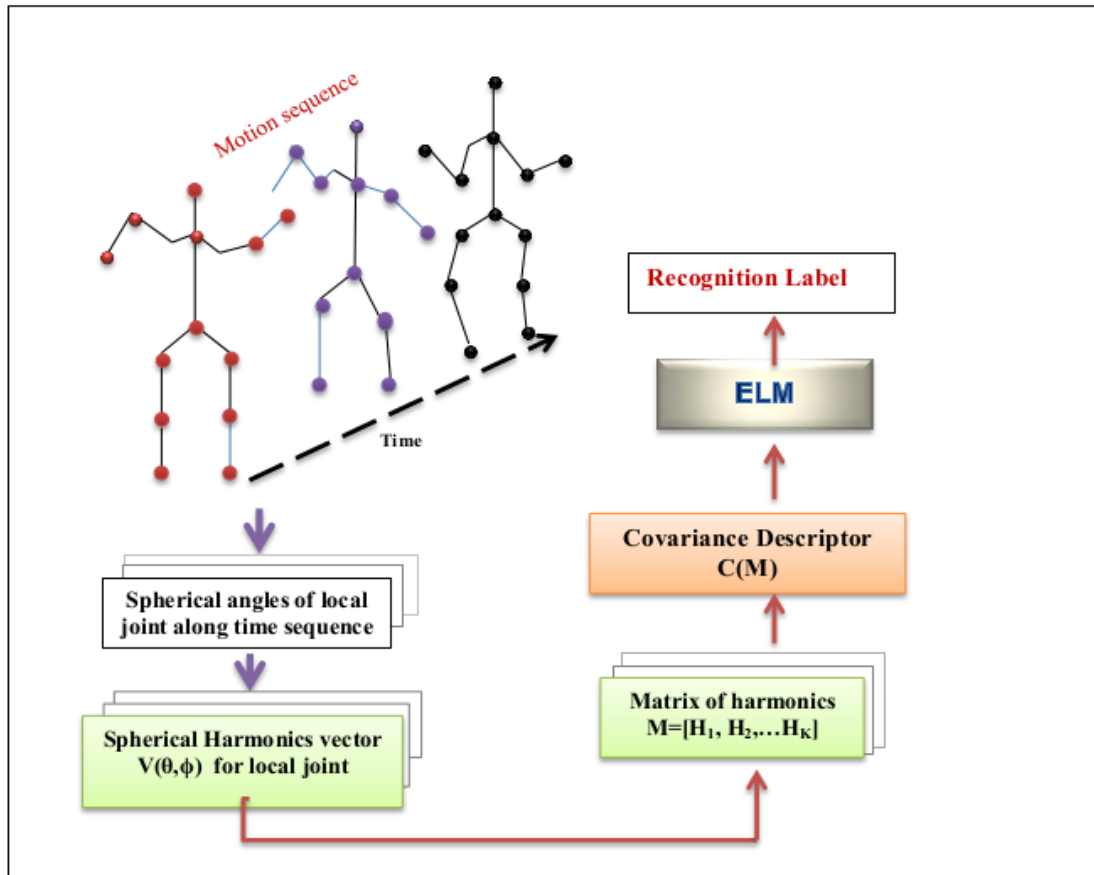 Motion sequence
Time
Spherical angles of local
joint along time sequence
Spherical Harmonics vector
V(θ,ϕ) for local joint
Matrix of harmonics
M=[H₁, H₂,…H_K]
Covariance Descriptor
C(M)
ELM
Recognition Label